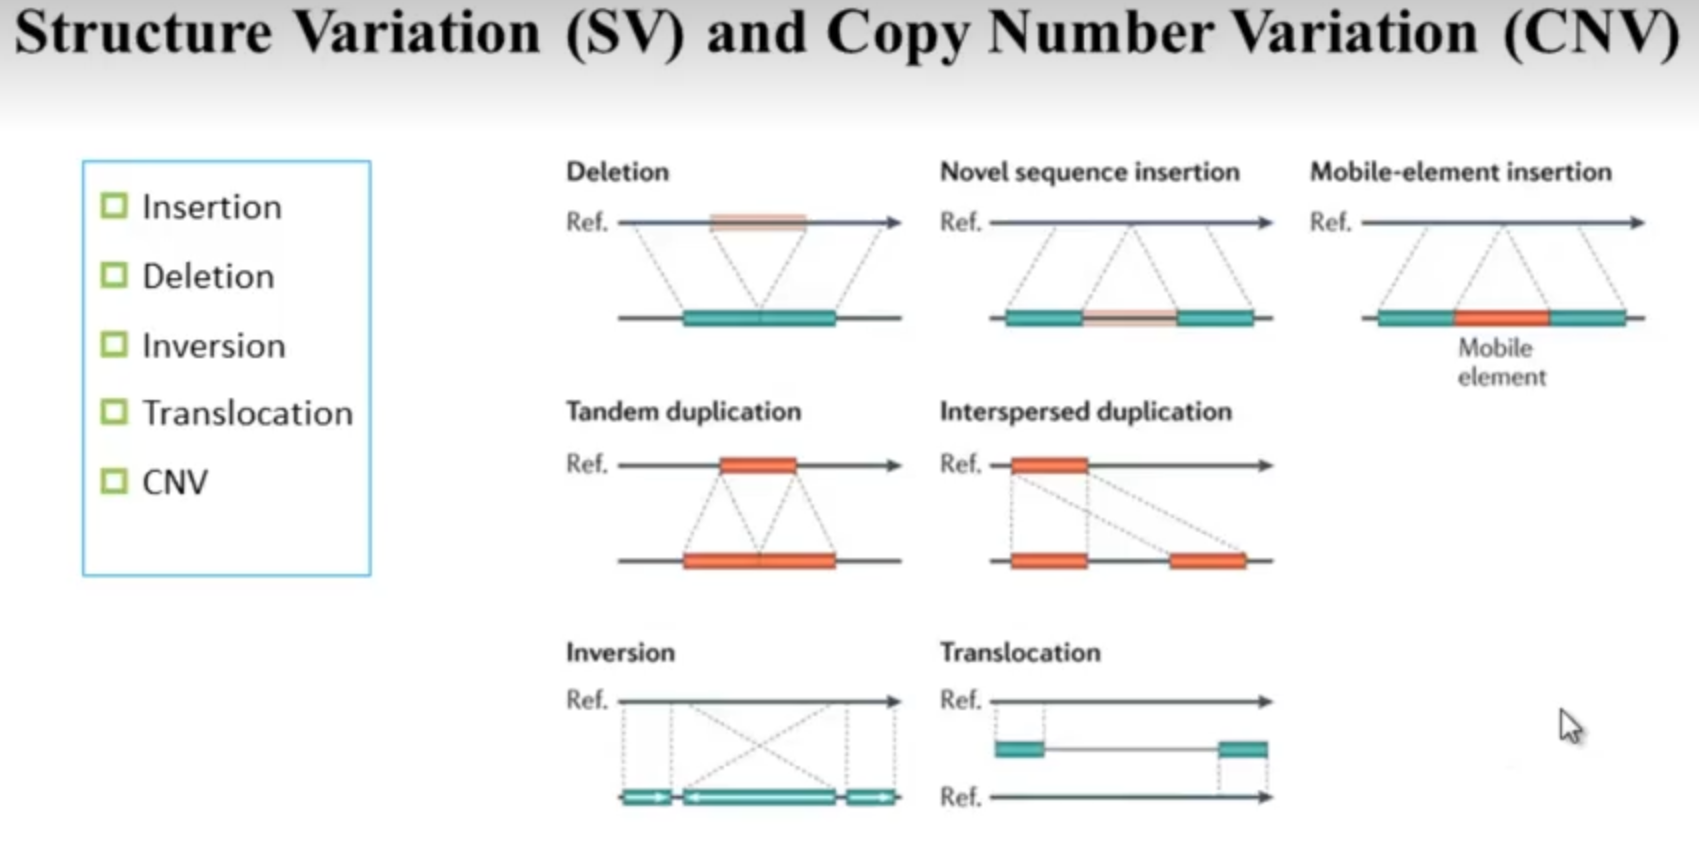 Structure Variation (SV) and Copy Number Variation (CNV)
Insertion
Deletion
Inversion
Translocation
CNV
Deletion
Ref.
Novel sequence insertion
Ref.
Mobile-element insertion
Ref.
Mobile
element
Tandem duplication
Ref.
Interspersed duplication
Ref.
Inversion
Ref.
Translocation
Ref.
Ref.